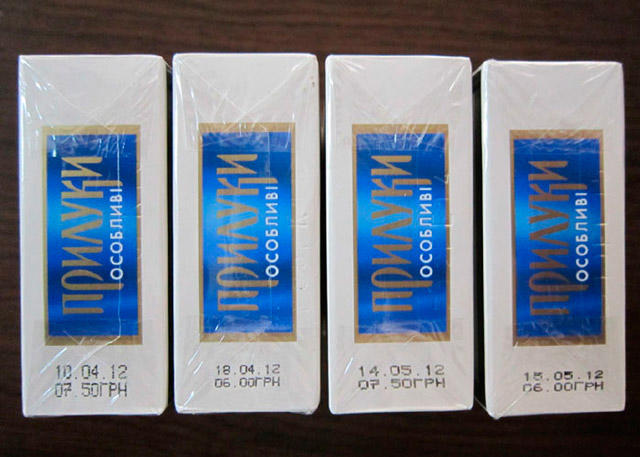 ПРИЛУКИ
ОСОБЛИВІ
10.04.12
07.50ГРН
ПРИЛУКИ
ОСОБЛИВІ
18.04.12
06.00ГРН
ПРИЛУКИ
ОСОБЛИВІ
14.05.12
07.50ГРН
ПРИЛУКИ
ОСОБЛИВІ
15.05.12
06.00ГРН